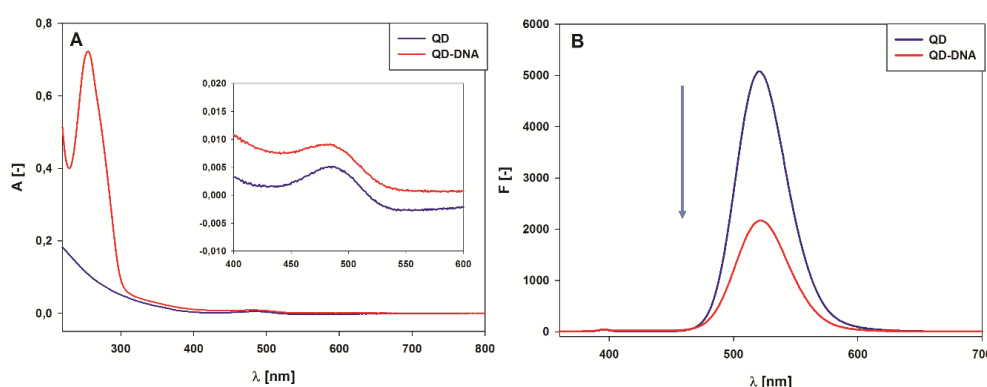 A
QD
QD-DNA
A [-]
0,8
0,6
0,4
0,2
0,0
300 400 500 600 700 800
λ [nm]
0,020
0,015
0,010
0,005
0,000
-0,005
-0,010
400 450 500 550 600
B
QD
QD-DNA
F [-]
6000
5000
4000
3000
2000
1000
0
400 500 600 700
λ [nm]